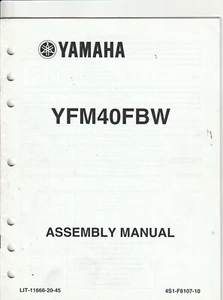 YAMAHA
YFM40FBW
ASSEMBLY MANUAL
LIT-11666-20-45
4S1-F8107-10